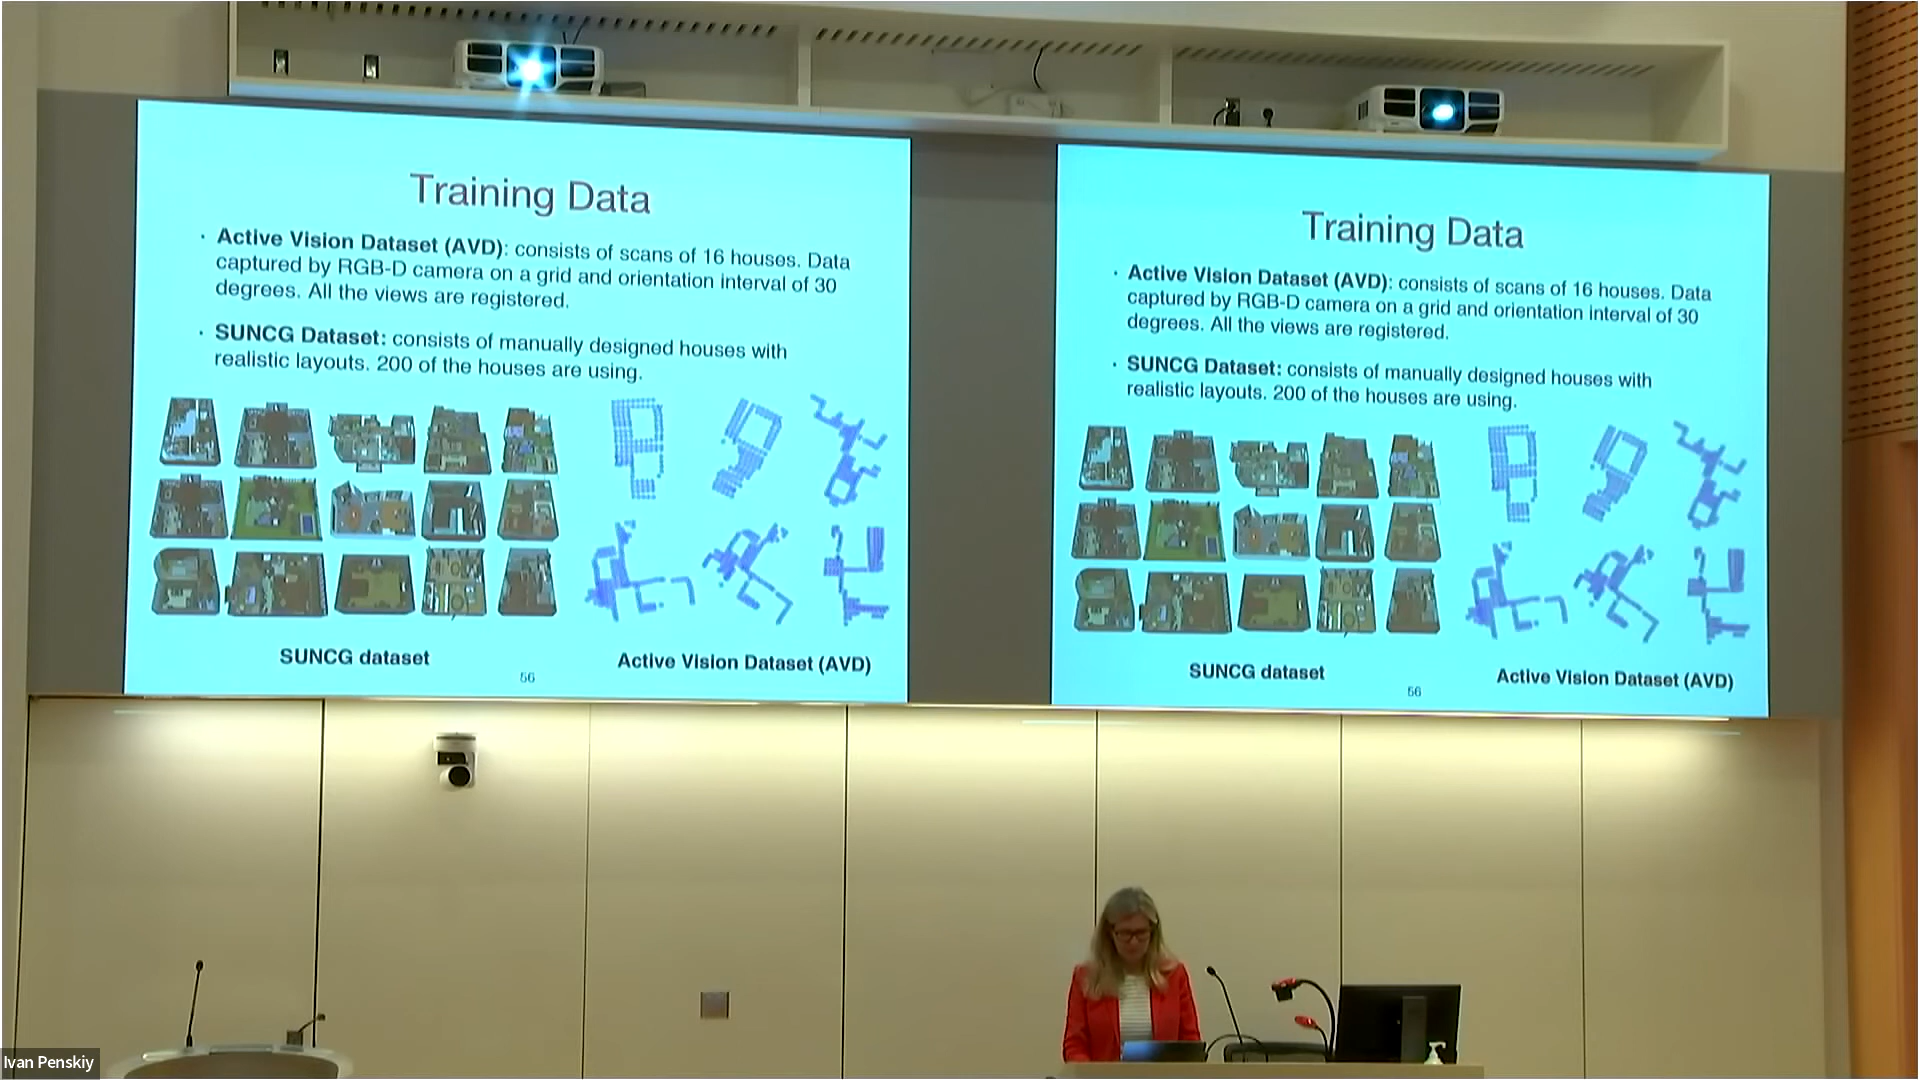 Training Data
· Active Vision Dataset (AVD): consists of scans of 16 houses. Data
captured by RGB-D camera on a grid and orientation interval of 30
degrees. All the views are registered.
· SUNCG Dataset: consists of manually designed houses with
realistic layouts. 200 of the houses are using.
SUNCG dataset
Active Vision Dataset (AVD)
56
Training Data
· Active Vision Dataset (AVD): consists of scans of 16 houses. Data
captured by RGB-D camera on a grid and orientation interval of 30
degrees. All the views are registered.
· SUNCG Dataset: consists of manually designed houses with
realistic layouts. 200 of the houses are using.
SUNCG dataset
Active Vision Dataset (AVD)
56
Ivan Penskiy